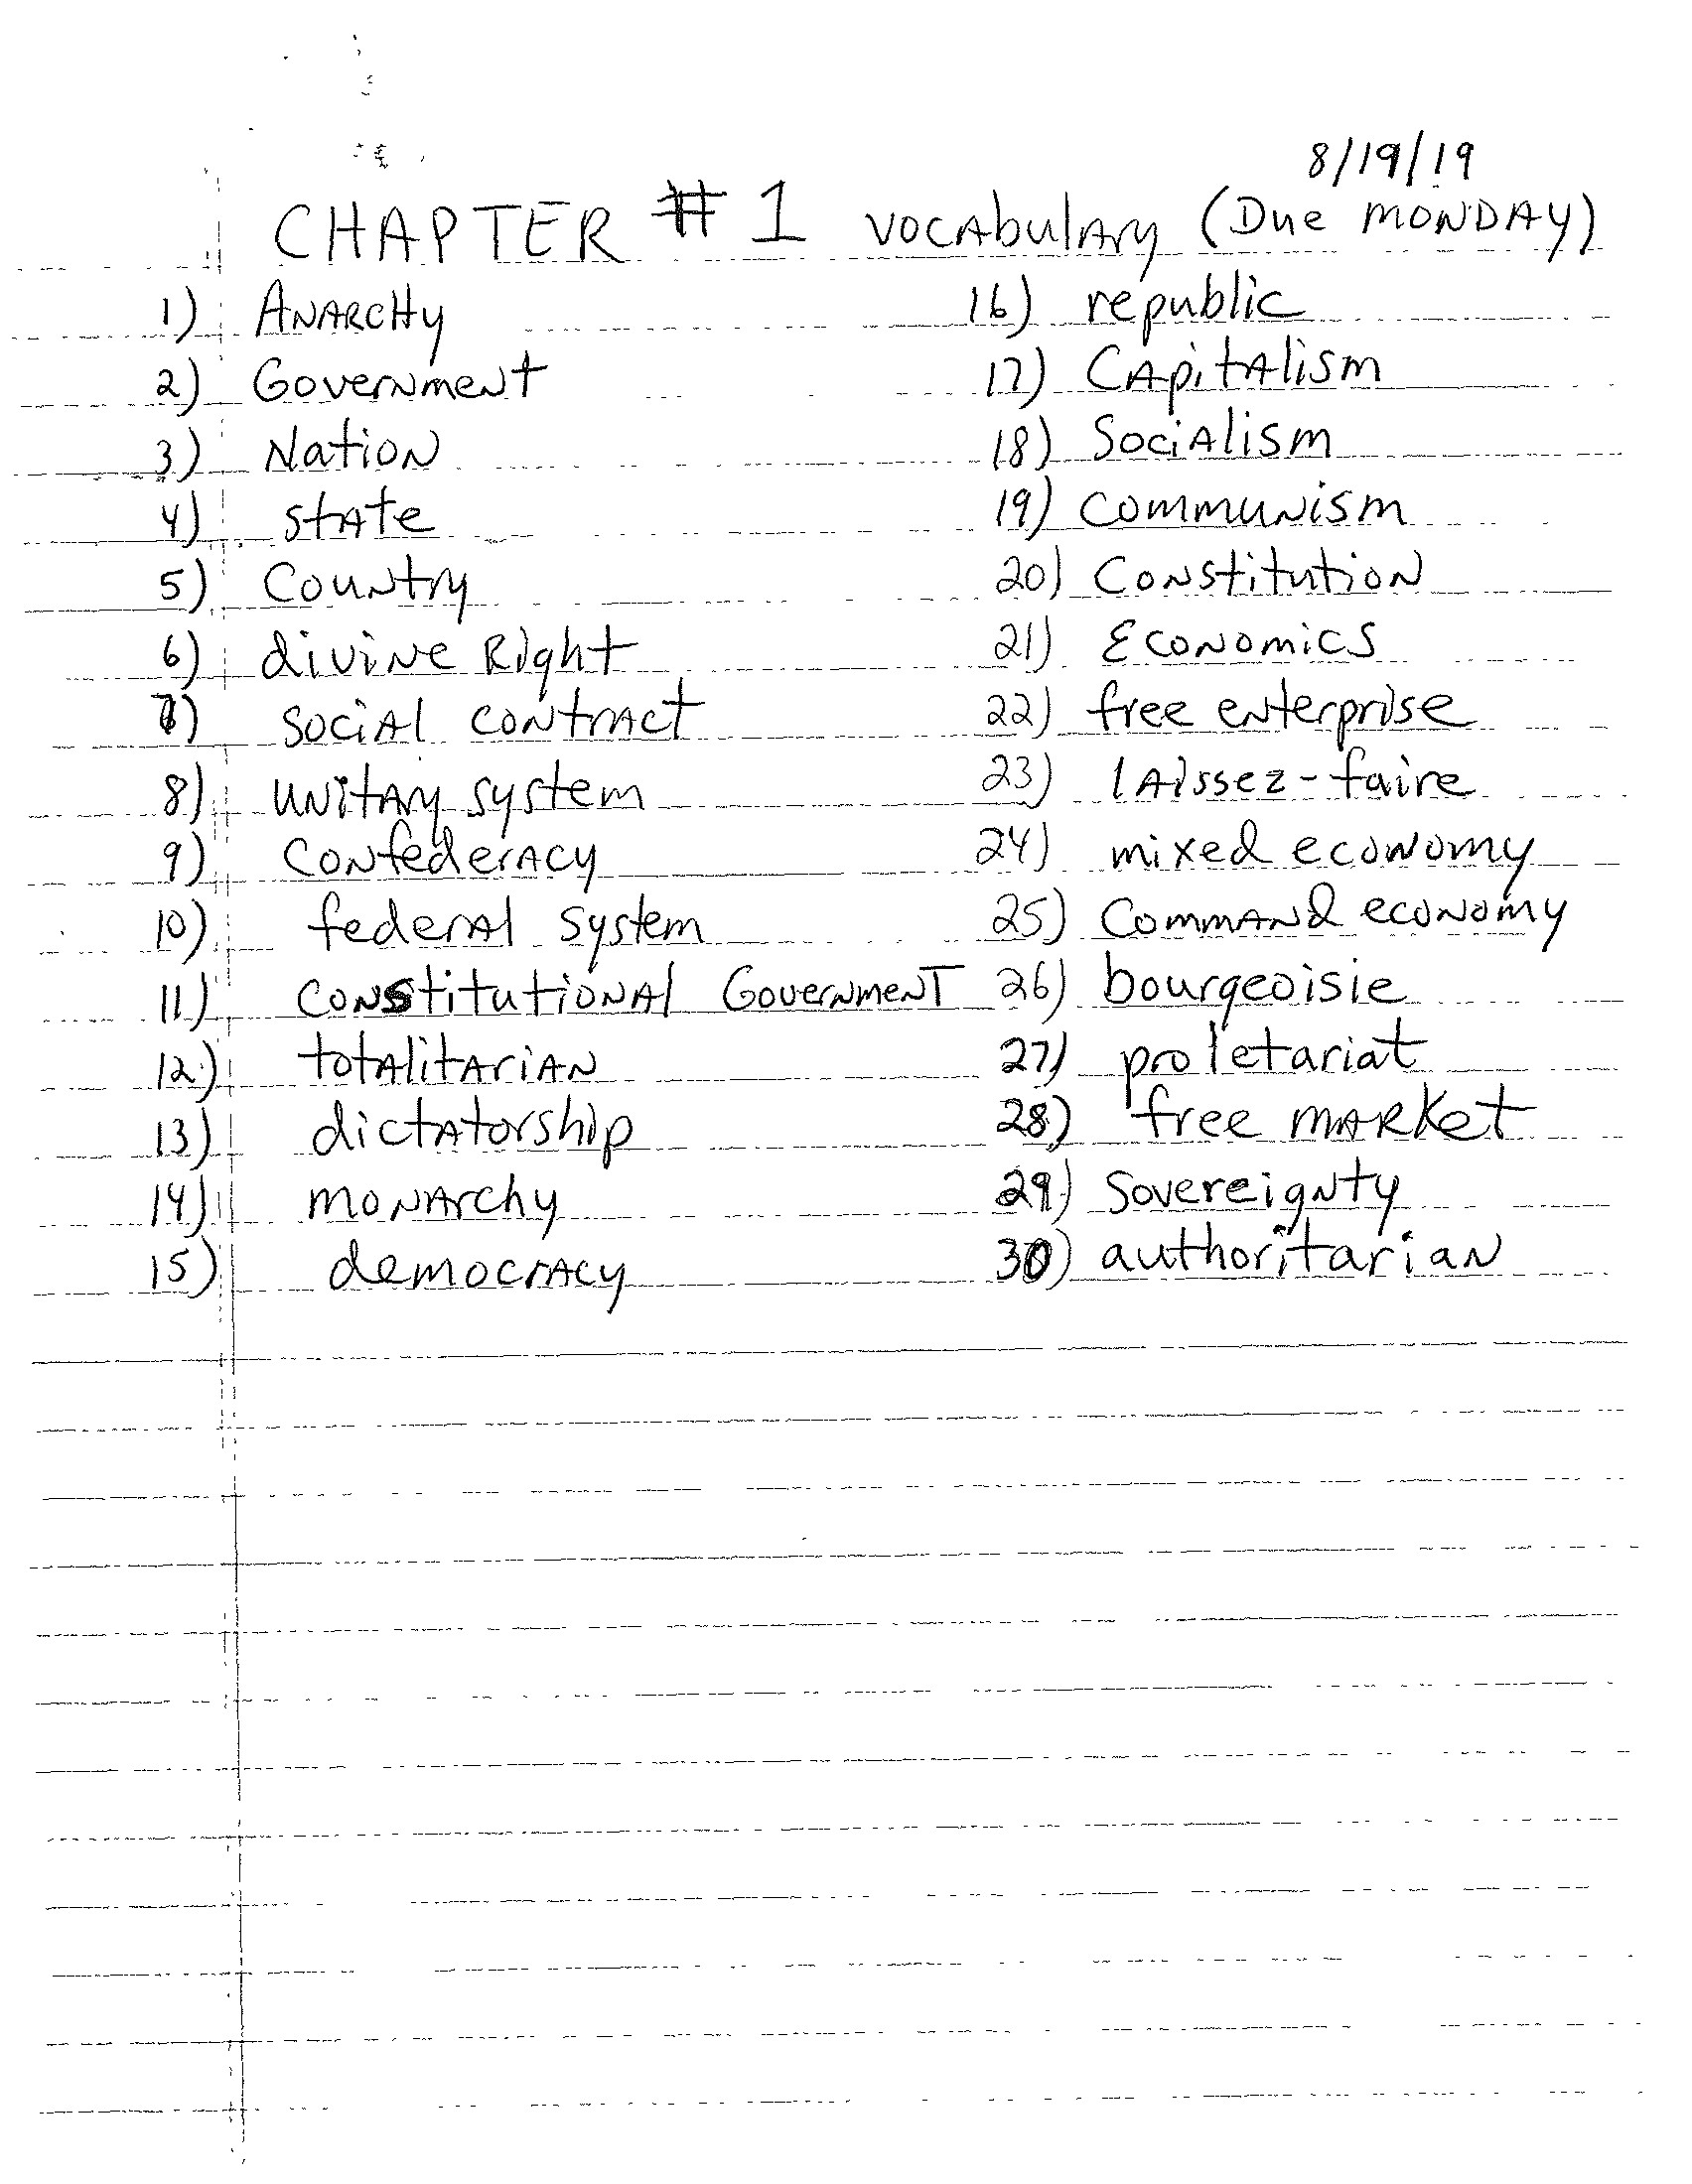 8/19/19
CHAPTER # 1 vocabulary (Due MONDAY)
1) ANARCHy
2) Government
3) Nation
4) state
5) Country
6) divine Right
7) social contract
8) unitary system
9) Confederacy
10) federal system
11) constitutional Government
12) totalitarian
13) dictatorship
14) monarchy
15) democracy
16) republic
17) Capitalism
18) Socialism
19) communism
20) Constitution
21) Economics
22) free enterprise
23) laissez-faire
24) mixed economy
25) Command economy
26) bourgeoisie
27) proletariat
28) free market
29) Sovereignty
30) authoritarian